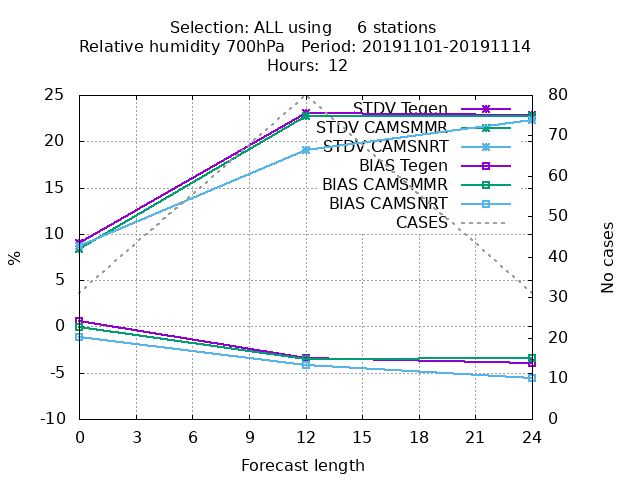 Selection: ALL using     6 stations
Relative humidity 700hPa   Period: 20191101-20191114
Hours: 12
25
20
15
10
5
0
-5
-10
%
80
70
60
50
40
30
20
10
0
No cases
STDV Tegen
STDV CAMSMMR
STDV CAMSNRT
BIAS Tegen
BIAS CAMSMMR
BIAS CAMSNRT
CASES
0 3 6 9 12 15 18 21 24
Forecast length